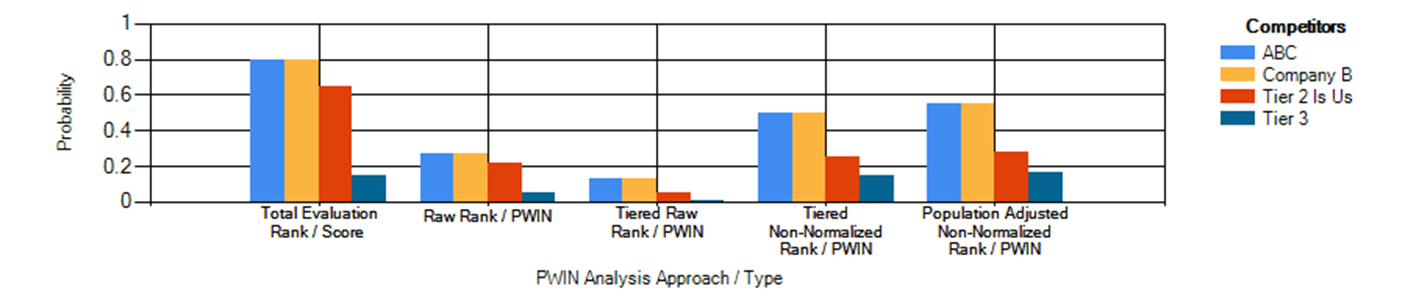 1
0.8
0.6
0.4
0.2
0
Probability
Total Evaluation
Rank / Score
Raw Rank / PWIN
Tiered Raw
Rank / PWIN
Tiered
Non-Normalized
Rank / PWIN
Population Adjusted
Non-Normalized
Rank / PWIN
PWIN Analysis Approach / Type
Competitors
ABC
Company B
Tier 2 Is Us
Tier 3